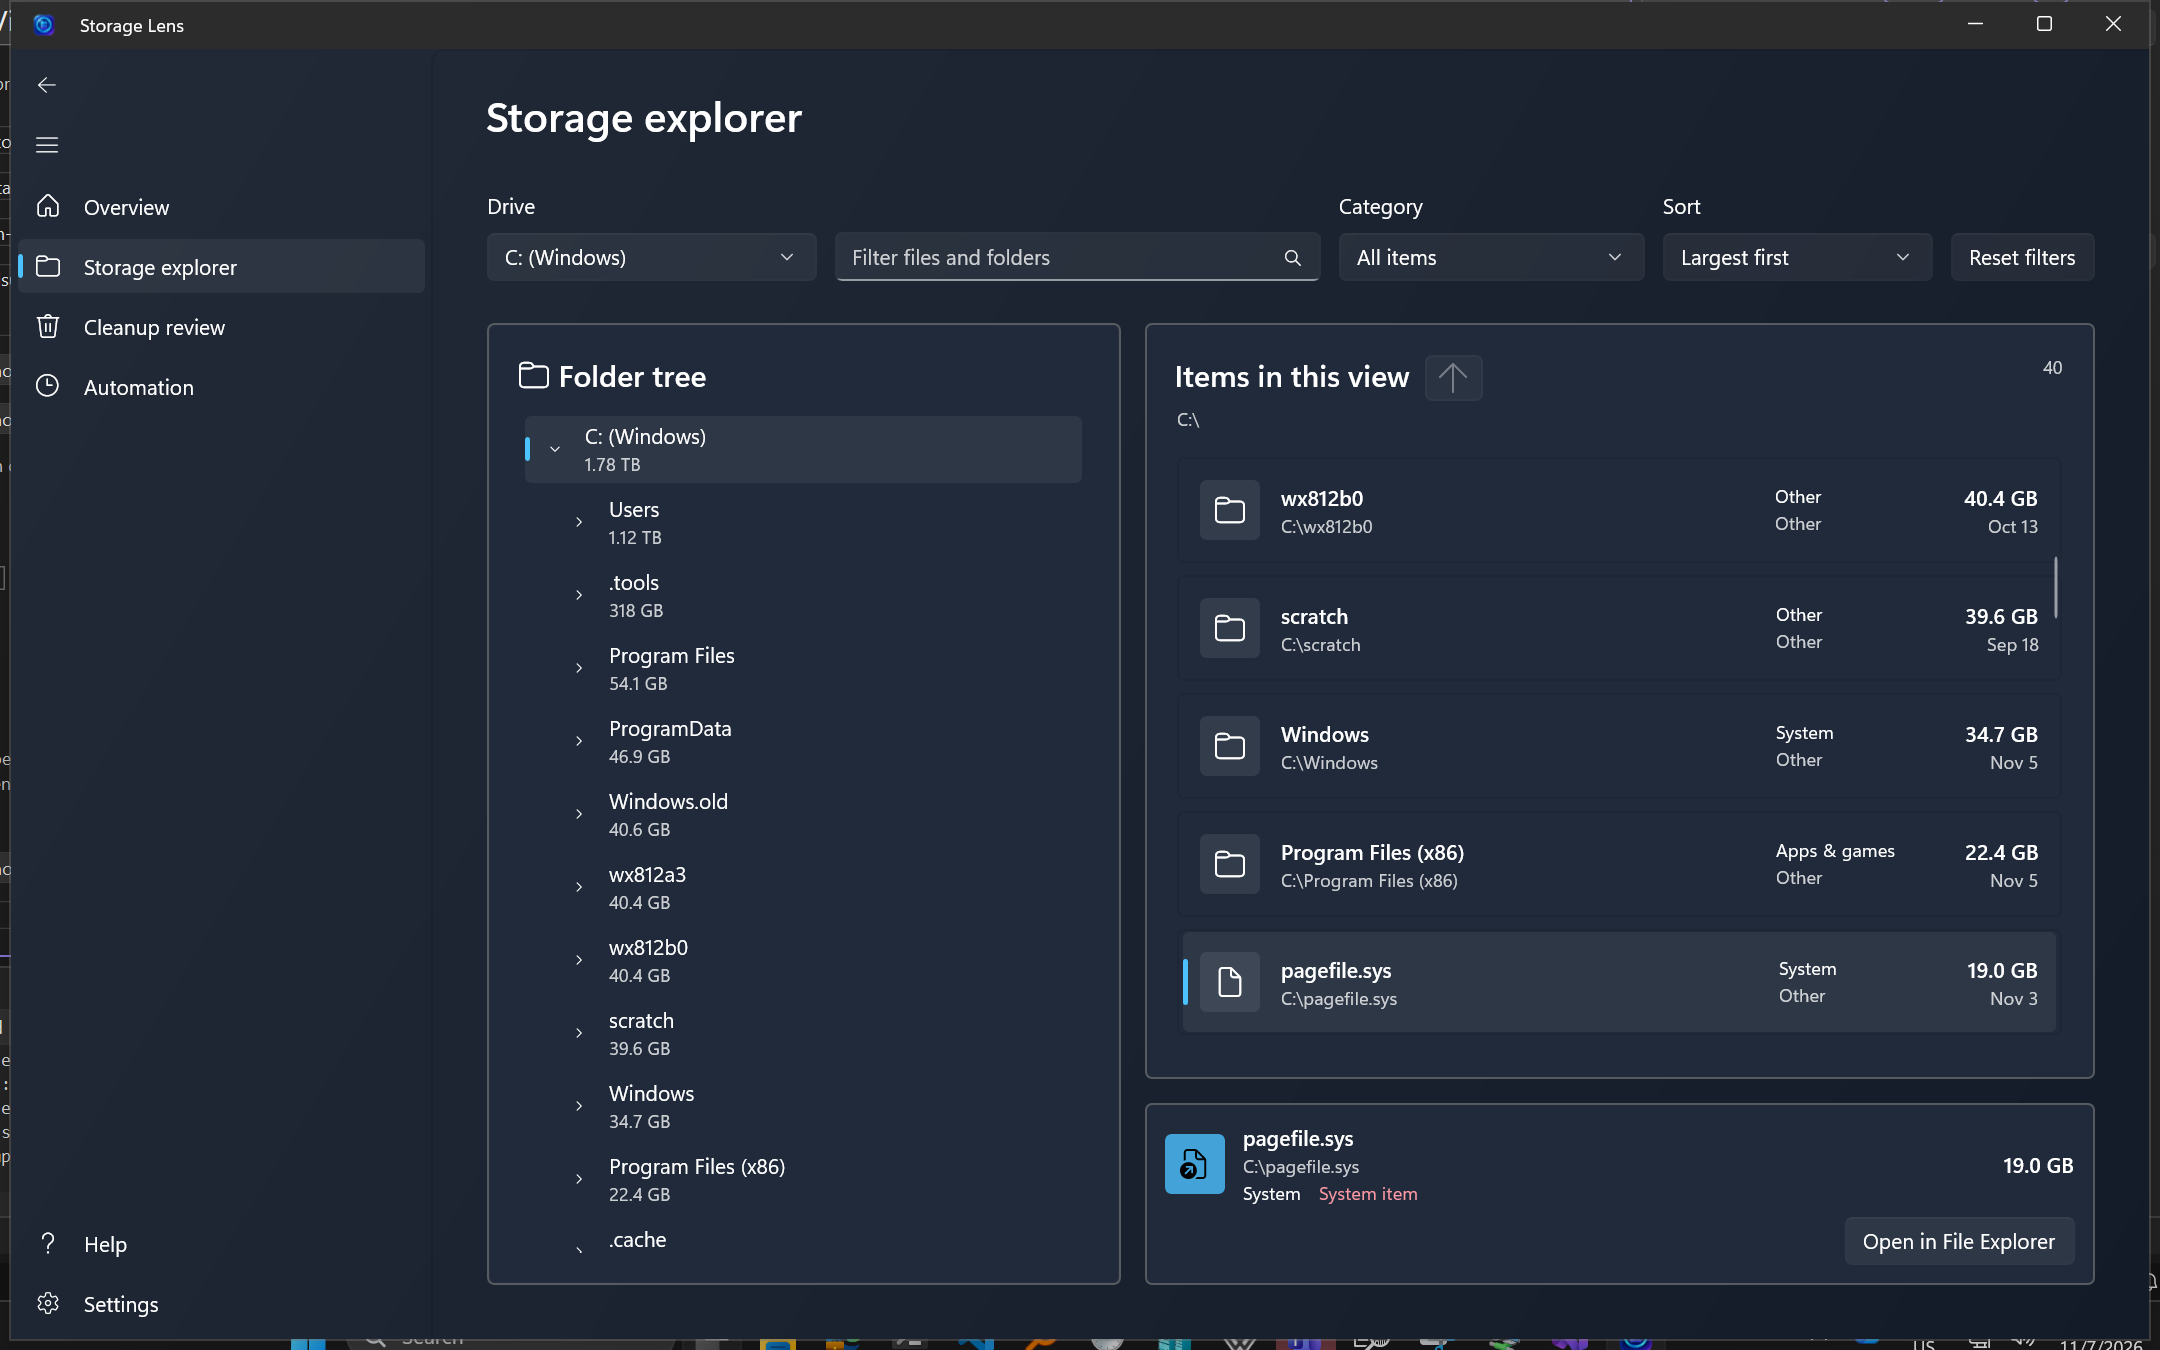 Storage Lens
Overview
Storage explorer
Cleanup review
Automation
Help
Settings
Storage explorer
Drive
C: (Windows)
Filter files and folders
Category
All items
Sort
Largest first
Reset filters
Folder tree
C: (Windows)
1.78 TB
Users
1.12 TB
.tools
318 GB
Program Files
54.1 GB
ProgramData
46.9 GB
Windows.old
40.6 GB
wx812a3
40.4 GB
wx812b0
40.4 GB
scratch
39.6 GB
Windows
34.7 GB
Program Files (x86)
22.4 GB
.cache
Items in this view
40
C:\
wx812b0
C:\wx812b0
Other
Other
40.4 GB
Oct 13
scratch
C:\scratch
Other
Other
39.6 GB
Sep 18
Windows
C:\Windows
System
Other
34.7 GB
Nov 5
Program Files (x86)
C:\Program Files (x86)
Apps & games
Other
22.4 GB
Nov 5
pagefile.sys
C:\pagefile.sys
System
Other
19.0 GB
Nov 3
pagefile.sys
C:\pagefile.sys
System System item
19.0 GB
Open in File Explorer
Search
US
11/7/2026